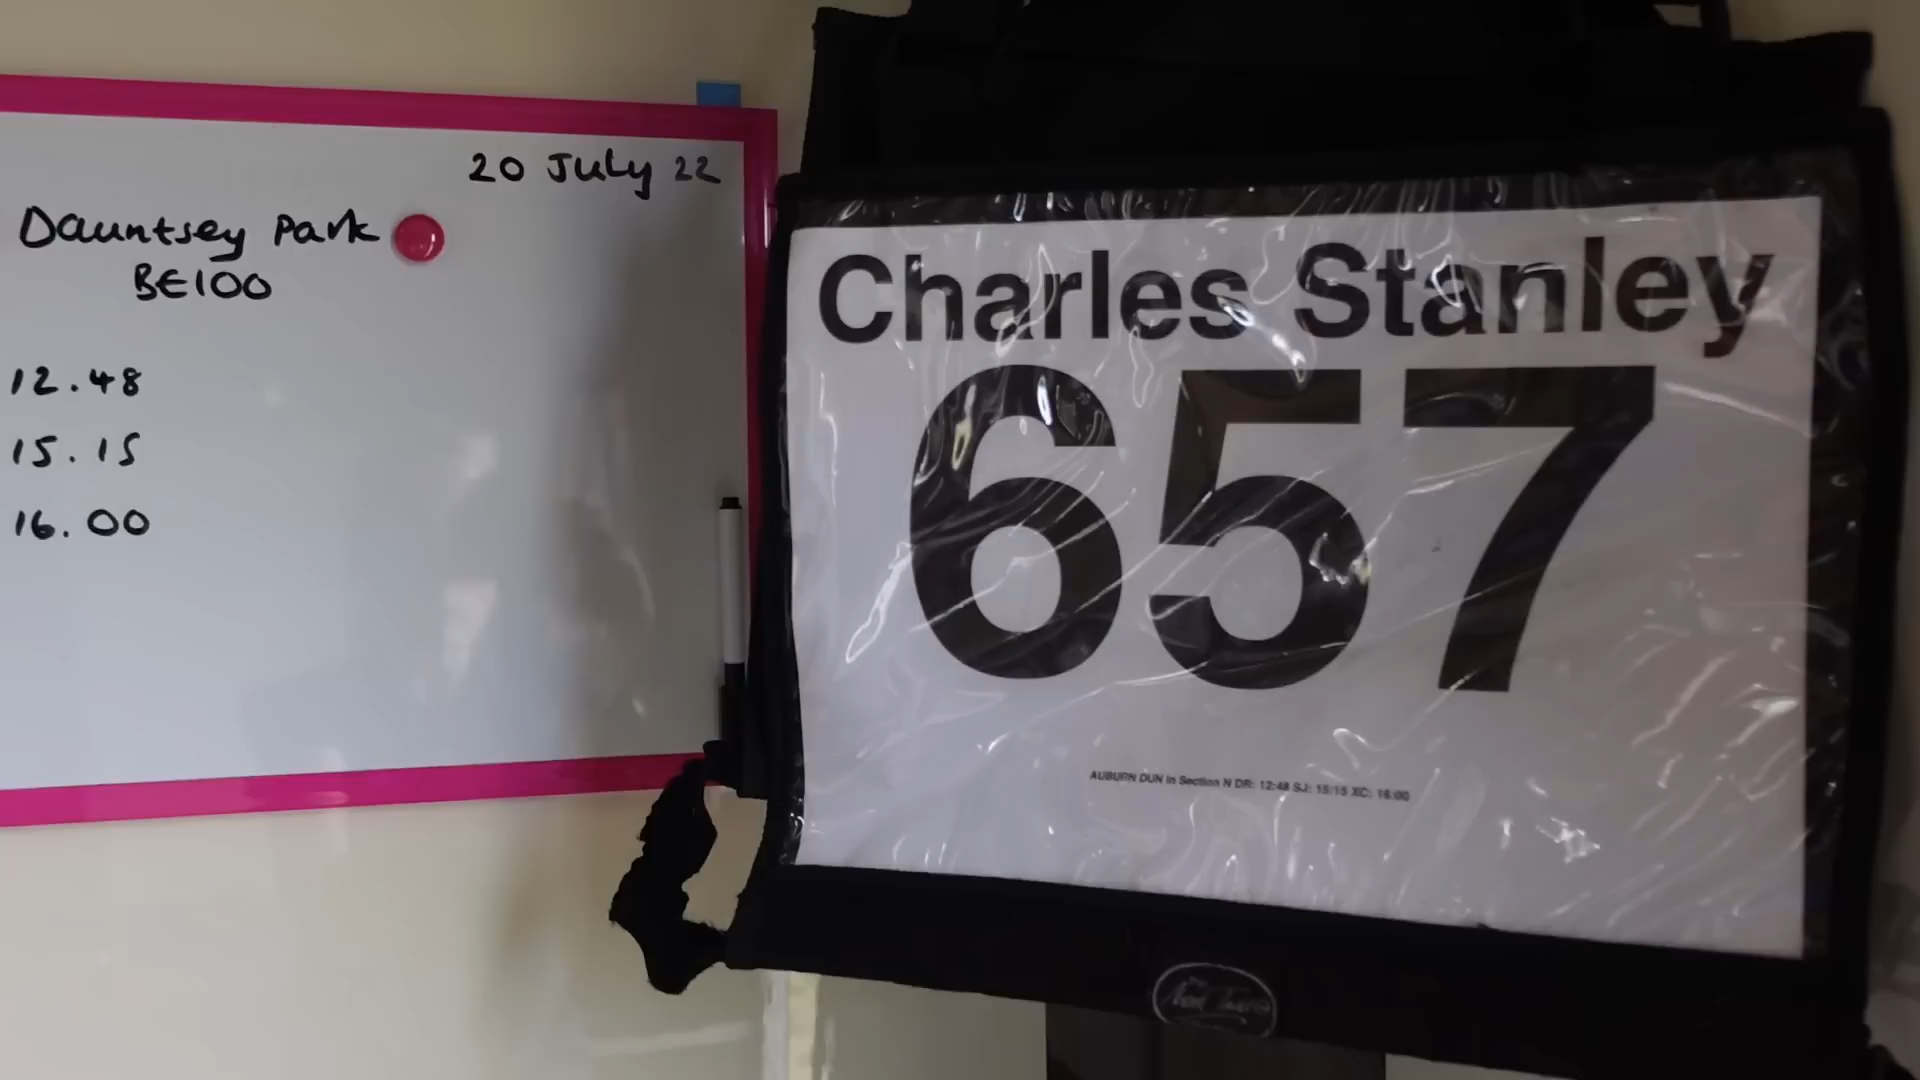 20 July 22
Dauntsey Park
BE100
12.48
15.15
16.00
Charles Stanley
657
AUBURN DUN in Section N DR: 12:48 SJ: 15:15 XC: 16:00